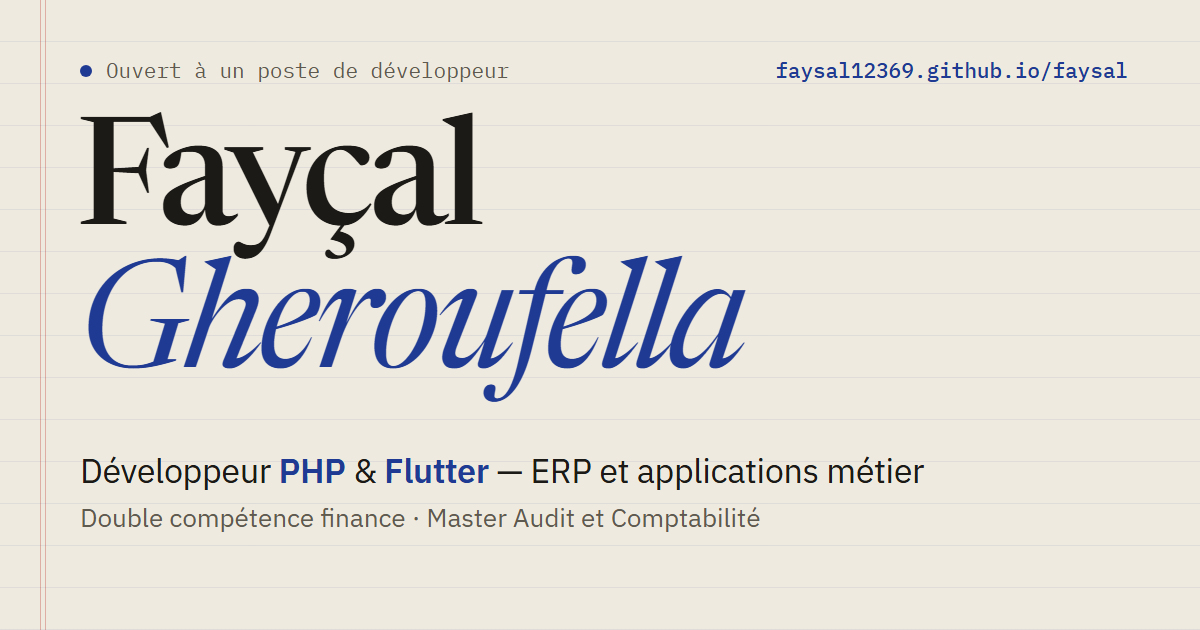 Ouvert à un poste de développeur
faysal12369.github.io/faysal
Fayçal
Gheroufella
Développeur PHP & Flutter — ERP et applications métier
Double compétence finance · Master Audit et Comptabilité